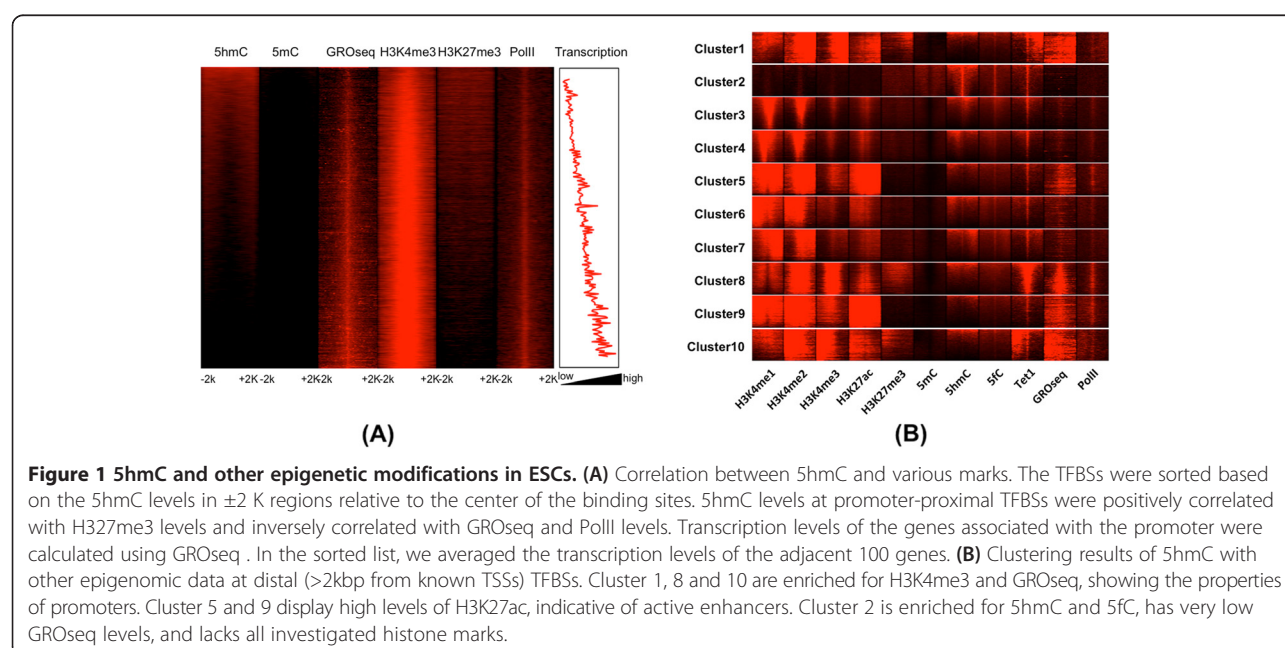 5hmC 5mC GROseq H3K4me3 H3K27me3 PolII Transcription
-2k +2K -2k +2K-2k +2K-2k +2K-2k +2K-2k +2K low high
(A)
Cluster1
Cluster2
Cluster3
Cluster4
Cluster5
Cluster6
Cluster7
Cluster8
Cluster9
Cluster10
H3K4me1 H3K4me2 H3K4me3 H3K27ac H3K27me3 5mC 5hmC 5fC Tet1 GROseq PolII
(B)
Figure 1 5hmC and other epigenetic modifications in ESCs. (A) Correlation between 5hmC and various marks. The TFBSs were sorted based
on the 5hmC levels in ±2 K regions relative to the center of the binding sites. 5hmC levels at promoter-proximal TFBSs were positively correlated
with H327me3 levels and inversely correlated with GROseq and PolII levels. Transcription levels of the genes associated with the promoter were
calculated using GROseq . In the sorted list, we averaged the transcription levels of the adjacent 100 genes. (B) Clustering results of 5hmC with
other epigenomic data at distal (>2kbp from known TSSs) TFBSs. Cluster 1, 8 and 10 are enriched for H3K4me3 and GROseq, showing the properties
of promoters. Cluster 5 and 9 display high levels of H3K27ac, indicative of active enhancers. Cluster 2 is enriched for 5hmC and 5fC, has very low
GROseq levels, and lacks all investigated histone marks.